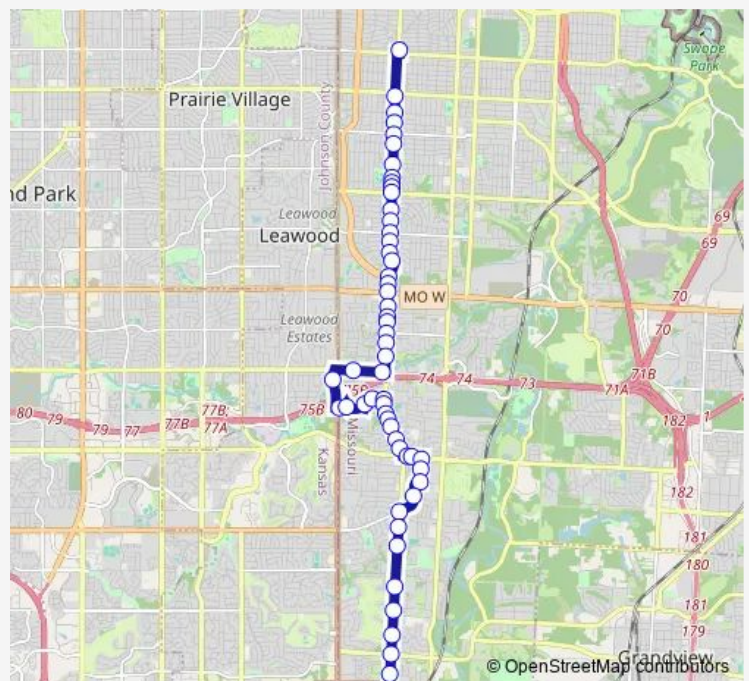 Swope
Park
Prairie Village
Johnson County
nd Park
Leawood
Leawood
69
69
MO W
70
70
Leawood
Estates
71B
74
74
73
71A
75B
80
79
79
77
77B
77B;
77A
75B
182
1
Missouri
Kansas
182
181
180
181
179
Grandview
© OpenStreetMap contributors